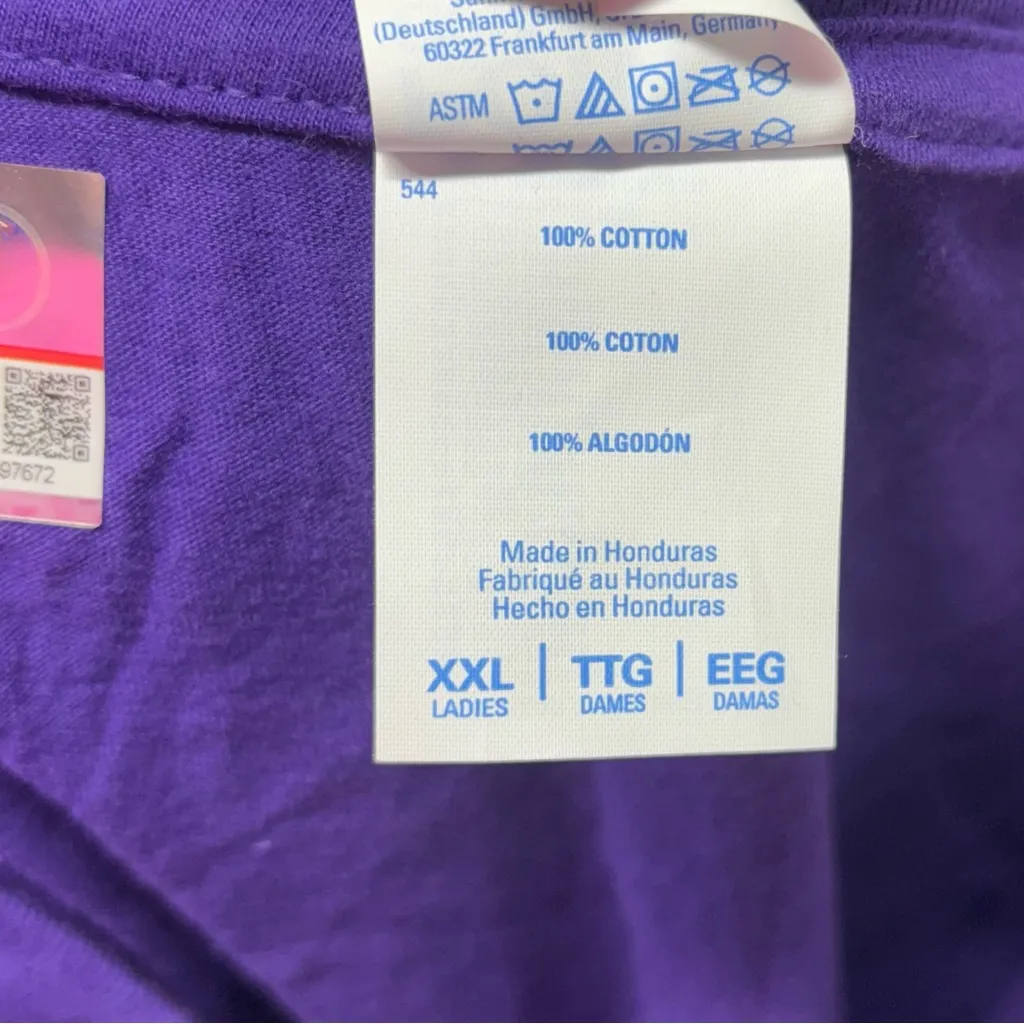 (Deutschland) GmbH,
60322 Frankfurt am Main, Germany
ASTM
544
100% COTTON
100% COTON
100% ALGODÓN
Made in Honduras
Fabriqué au Honduras
Hecho en Honduras
XXL | TTG | EEG
LADIES DAMES DAMAS
97672